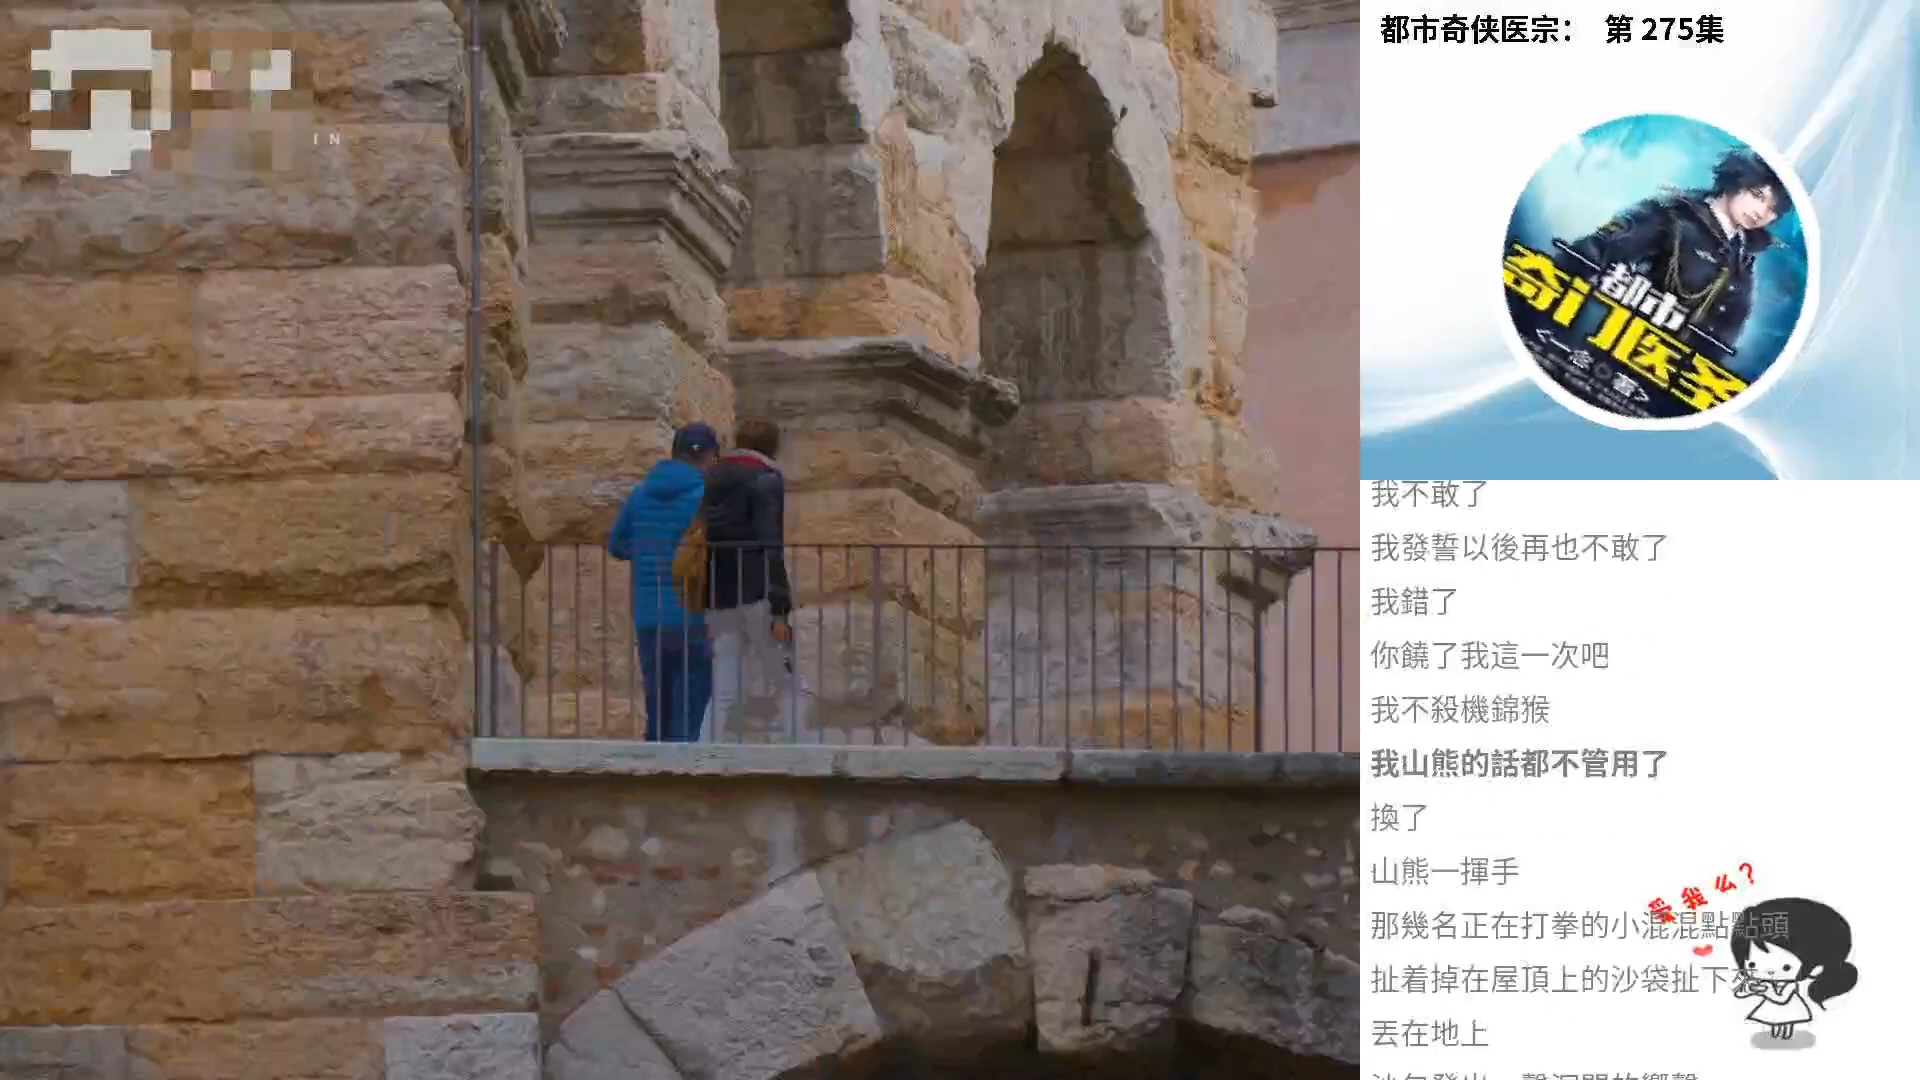 IN
都市奇侠医宗： 第 275集
都市
奇门医圣
我不敢了
我發誓以後再也不敢了
我錯了
你饒了我這一次吧
我不殺機錦猴
我山熊的話都不管用了
換了
山熊一揮手
愛我么?
那幾名正在打拳的小混混點點頭
扯着掉在屋頂上的沙袋扯下來
丟在地上